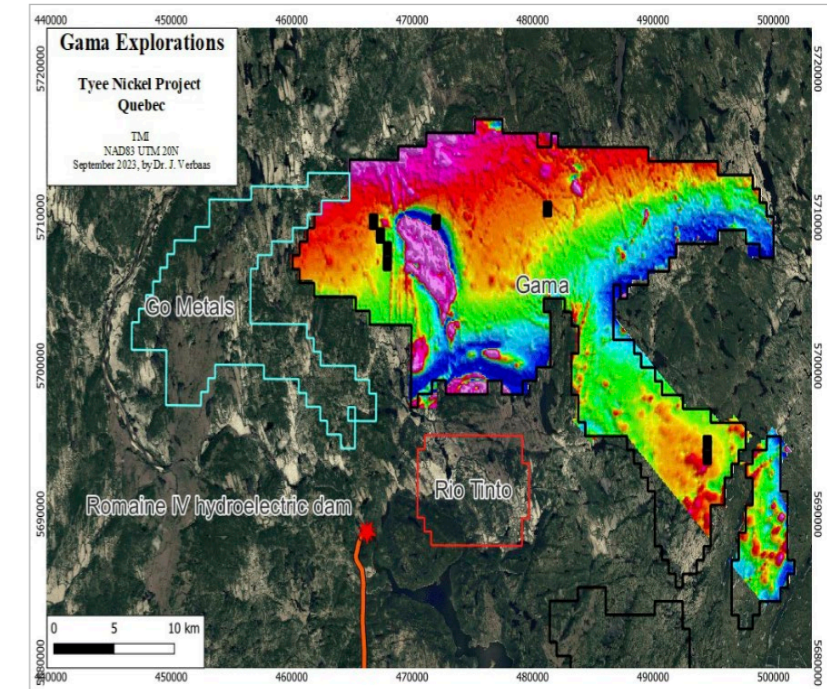 440000 450000 460000 470000 480000 490000 500000
Gama Explorations
Tyee Nickel Project
Quebec
TMI
NAD83 UTM 20N
September 2023, by Dr. J. Verbaas
5720000 5720000
5710000 5710000
Go Metals
Gama
5700000 5700000
Rio Tinto
Romaine IV hydroelectric dam
5690000 5690000
0 5 10 km
5680000 5680000
440000 450000 460000 470000 480000 490000 500000